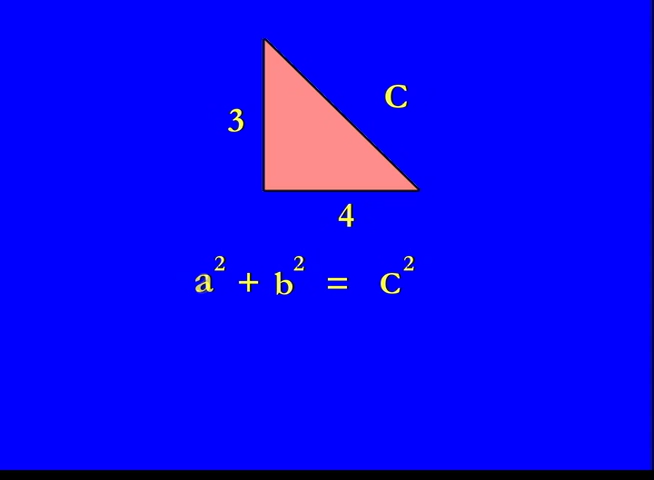 C
3
4
a² + b² = c²